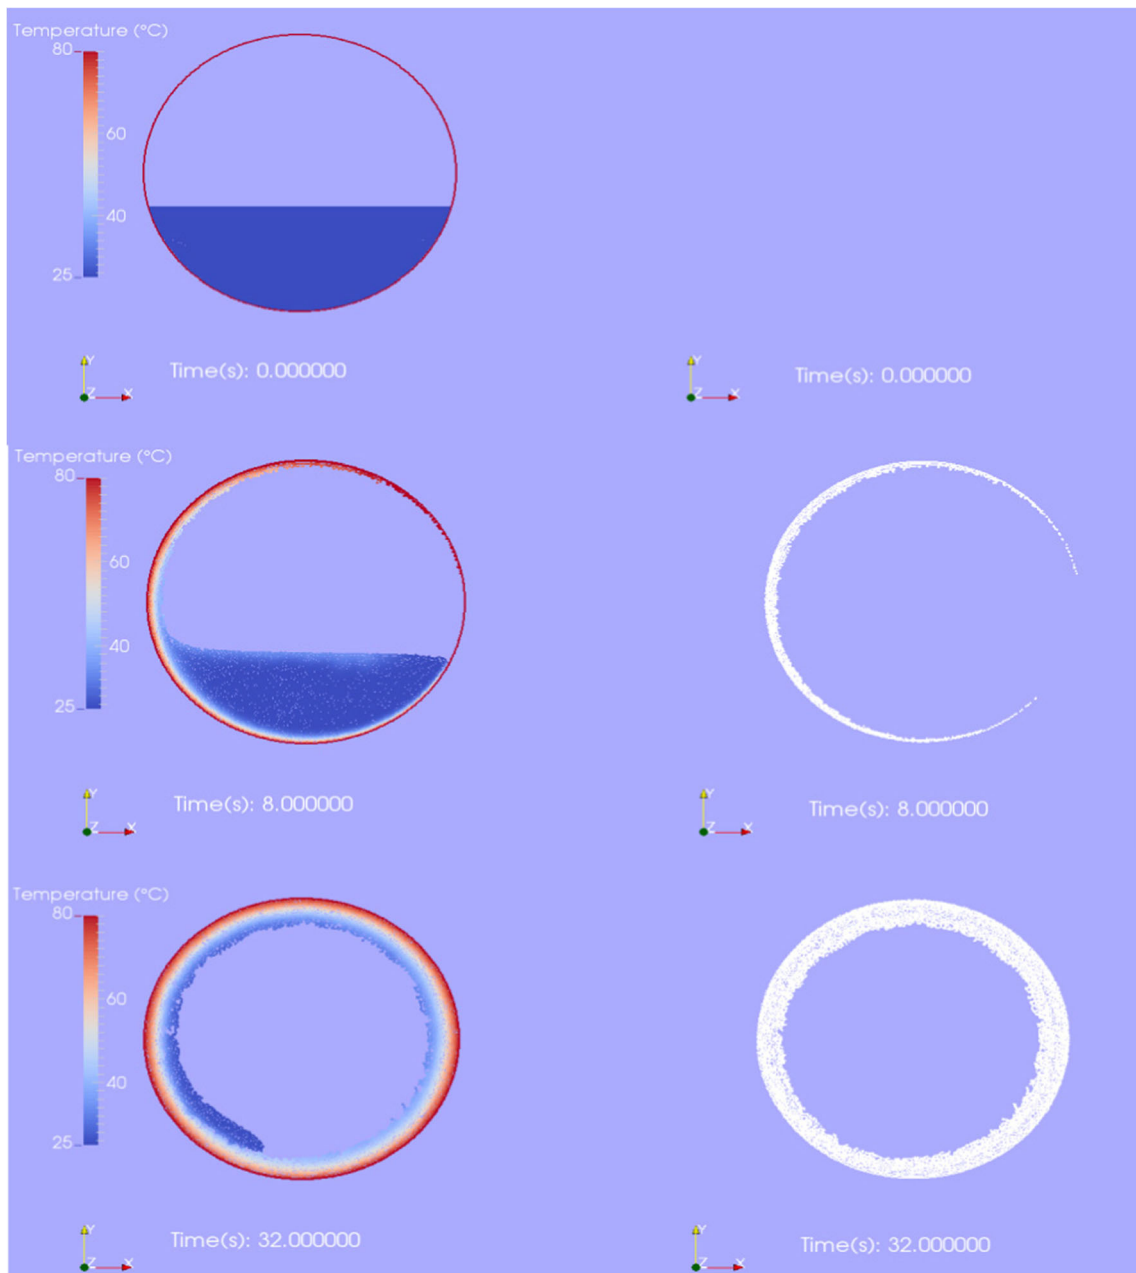 Temperature (°C)
80
60
40
25
Y
Z X
Time(s): 0.000000
Y
Z X
Time(s): 0.000000
Temperature (°C)
80
60
40
25
Y
Z X
Time(s): 8.000000
Y
Z X
Time(s): 8.000000
Temperature (°C)
80
60
40
25
Y
Z X
Time(s): 32.000000
Y
Z X
Time(s): 32.000000